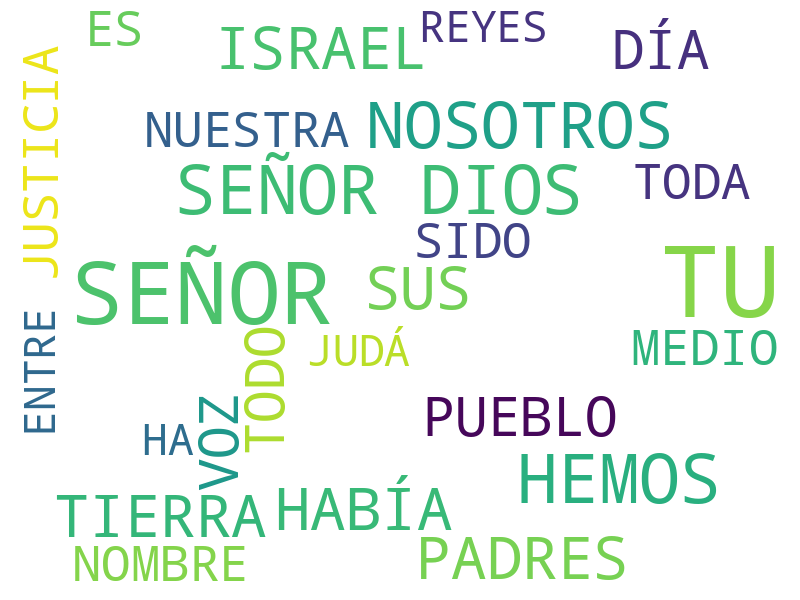 ES
ISRAEL
REYES
DÍA
JUSTICIA
NUESTRA
NOSOTROS
SEÑOR DIOS
TODA
SIDO
SEÑOR
SUS
TU
ENTRE
TODO
JUDÁ
MEDIO
HA
VOZ
PUEBLO
HEMOS
TIERRA
HABÍA
NOMBRE
PADRES